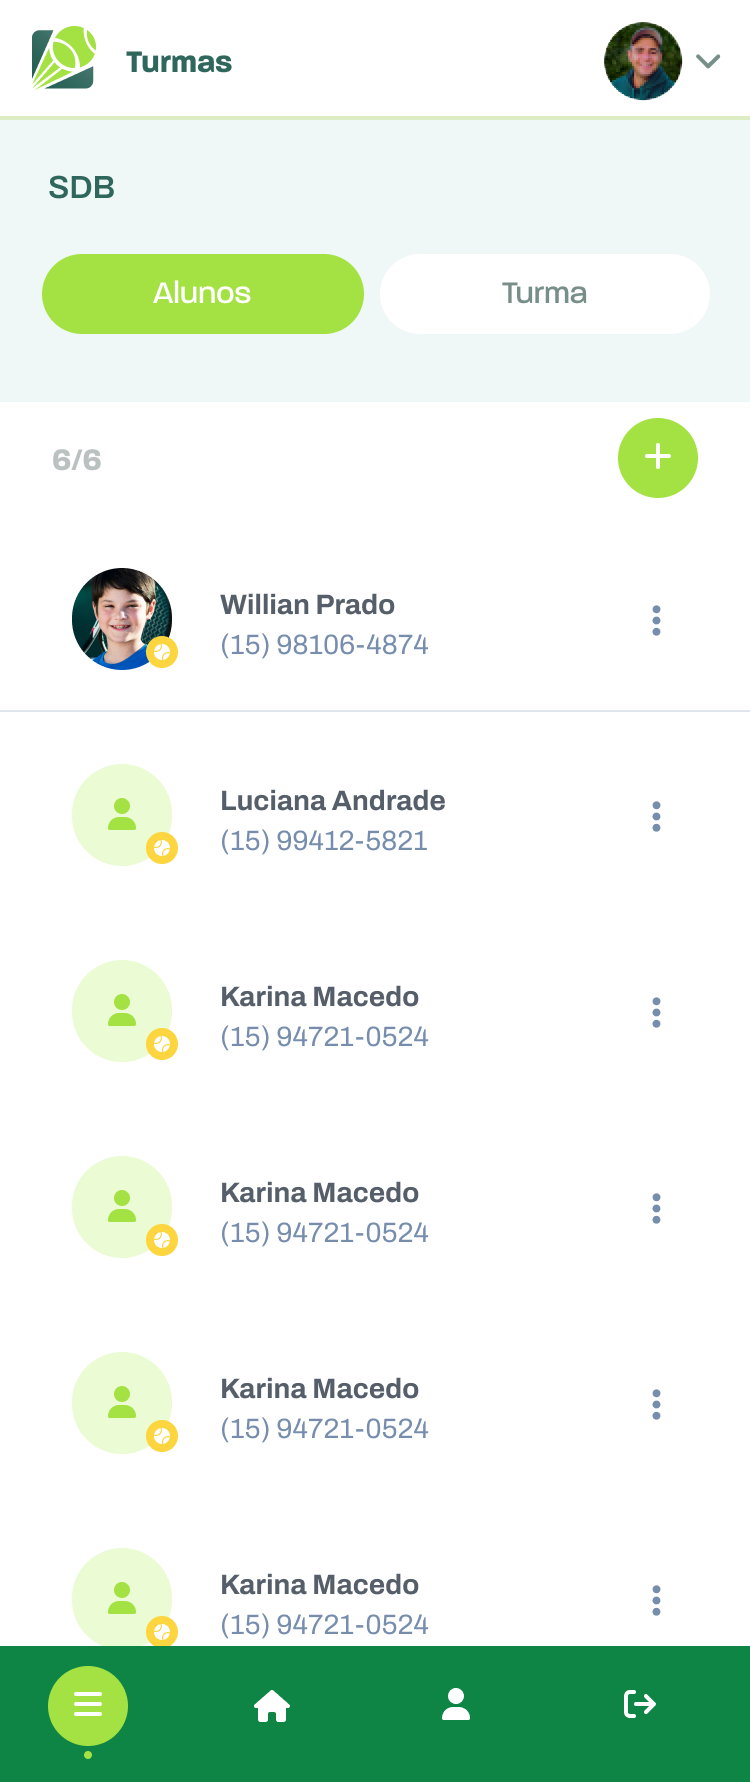 Turmas
SDB
Alunos
Turma
6/6
Willian Prado
(15) 98106-4874
Luciana Andrade
(15) 99412-5821
Karina Macedo
(15) 94721-0524
Karina Macedo
(15) 94721-0524
Karina Macedo
(15) 94721-0524
Karina Macedo
(15) 94721-0524